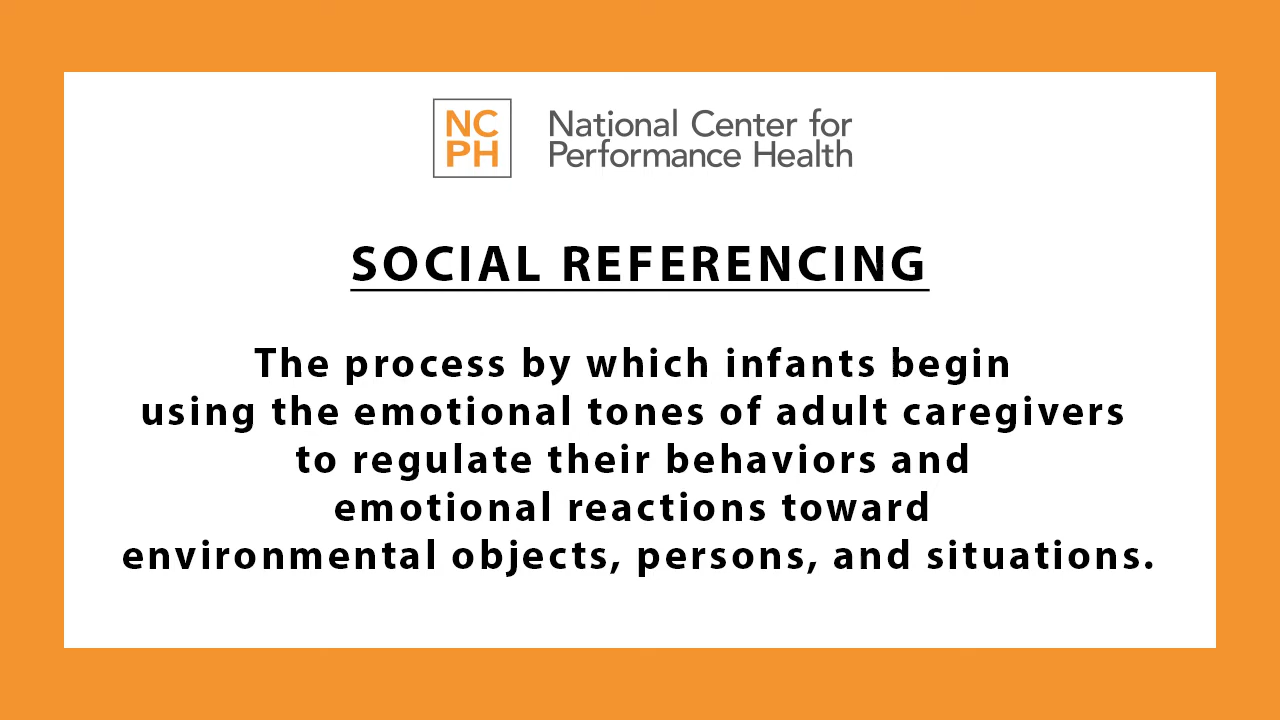 NC
PH
National Center for
Performance Health
SOCIAL REFERENCING
The process by which infants begin
using the emotional tones of adult caregivers
to regulate their behaviors and
emotional reactions toward
environmental objects, persons, and situations.